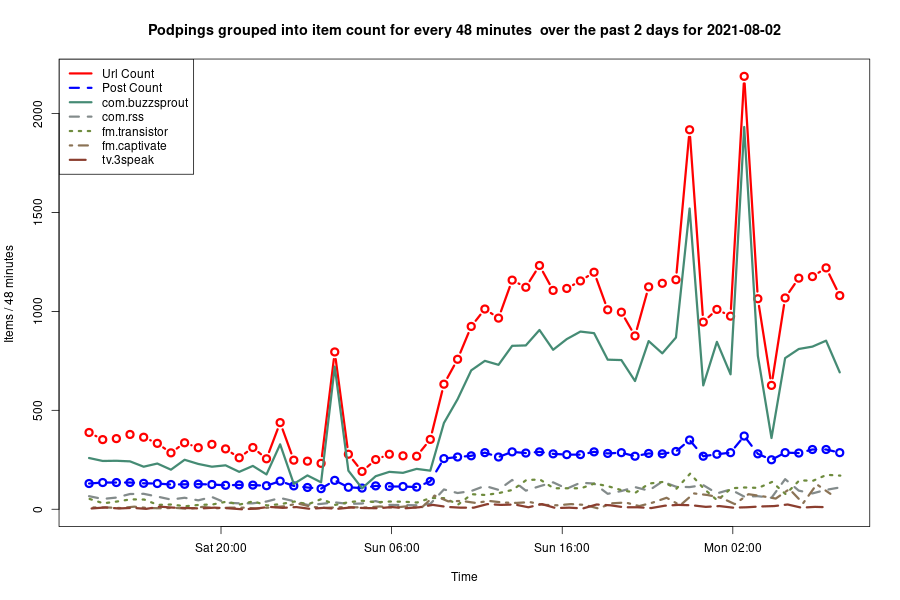 Podpings grouped into item count for every 48 minutes  over the past 2 days for 2021-08-02
Url Count
Post Count
com.buzzsprout
com.rss
fm.transistor
fm.captivate
tv.3speak
Items / 48 minutes
2000
1500
1000
500
0
Sat 20:00
Sun 06:00
Sun 16:00
Mon 02:00
Time